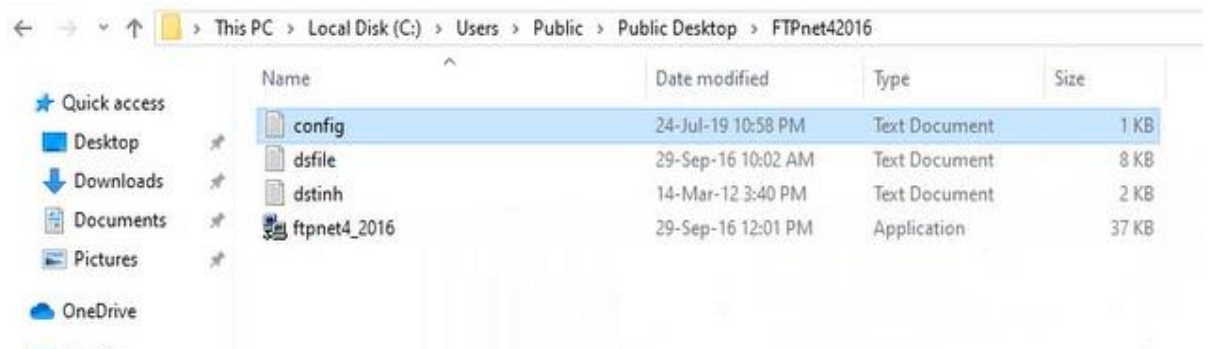 This PC > Local Disk (C:) > Users > Public > Public Desktop > FTPnet42016
Name Date modified Type Size
Quick access
Desktop
Downloads
Documents
Pictures
OneDrive
config 24-Jul-19 10:58 PM Text Document 1 KB
dsfile 29-Sep-16 10:02 AM Text Document 8 KB
dstinh 14-Mar-12 3:40 PM Text Document 2 KB
ftpnet4_2016 29-Sep-16 12:01 PM Application 37 KB